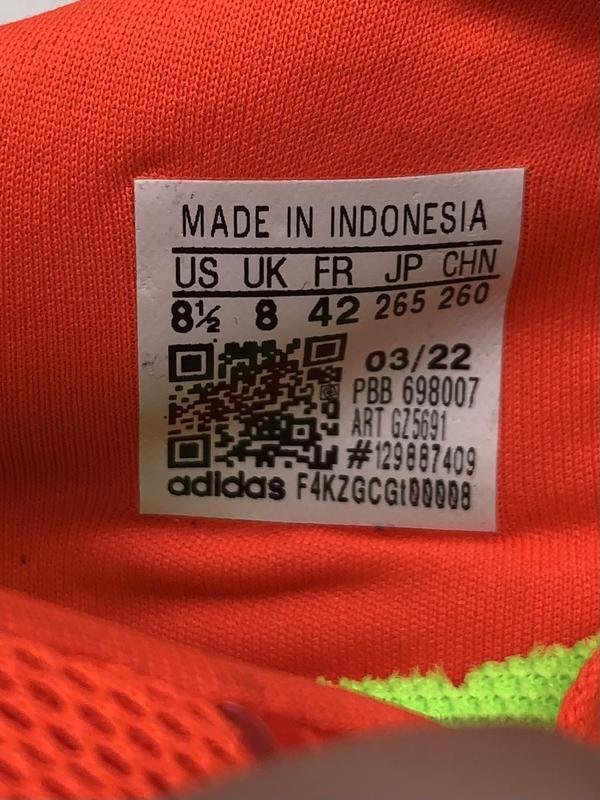 MADE IN INDONESIA
US UK FR JP CHN
8½ 8 42 265 260
03/22
PBB 698007
ART GZ5691
#129887409
adidas F4KZGCGt00008